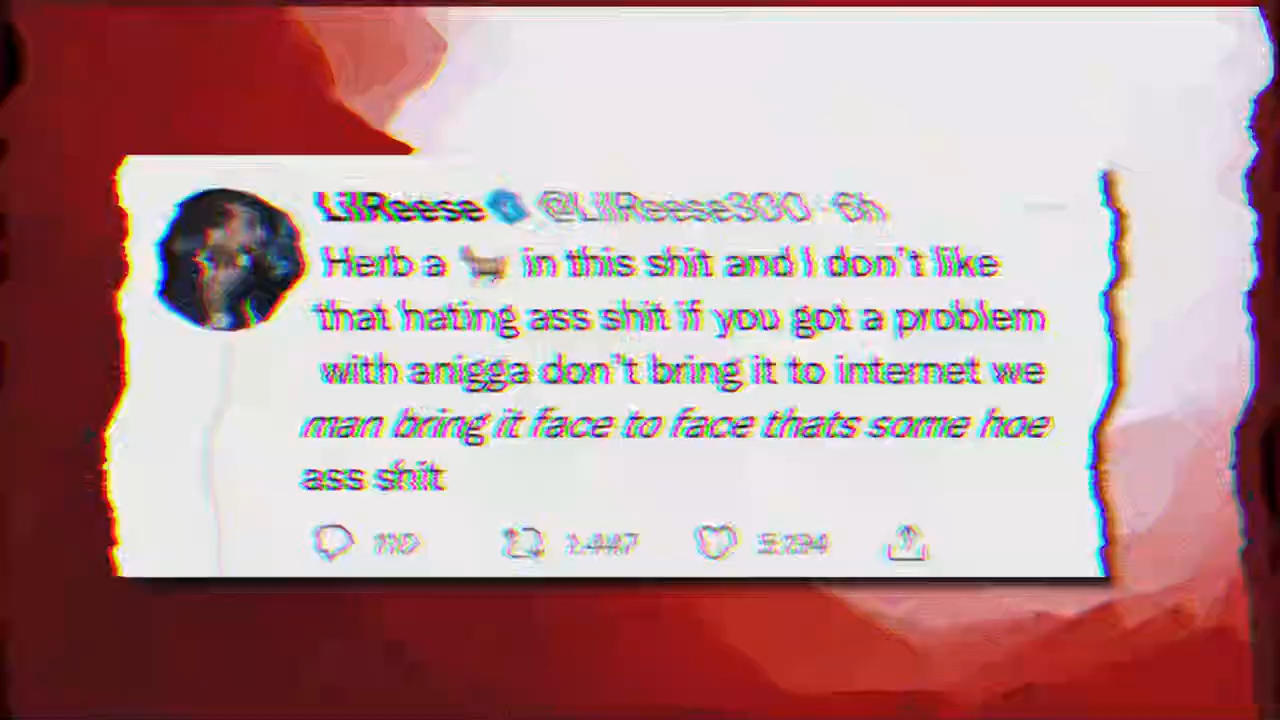 LilReese @LilReese300 · 6h
Herb a 🐐 in this shit and I don't like
that hating ass shit if you got a problem
with anigga don't bring it to internet we
man bring it face to face thats some hoe
ass shit